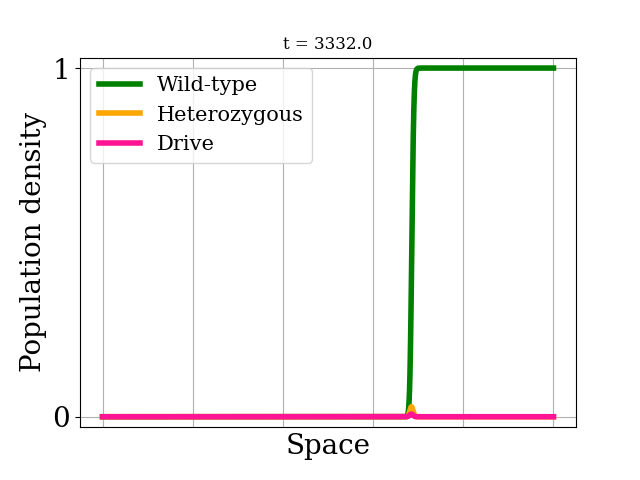 t = 3332.0
1
Wild-type
Heterozygous
Drive
Population density
0
Space